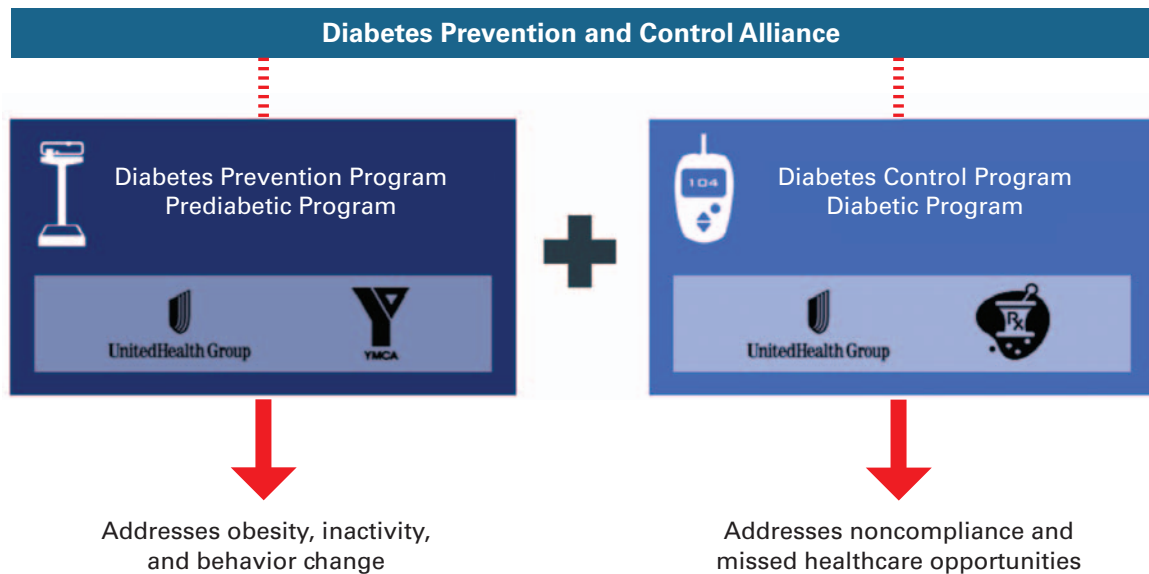 Diabetes Prevention and Control Alliance
Diabetes Prevention Program
Prediabetic Program
UnitedHealth Group
YMCA
Addresses obesity, inactivity,
and behavior change
104
Diabetes Control Program
Diabetic Program
UnitedHealth Group
Rx
Addresses noncompliance and
missed healthcare opportunities